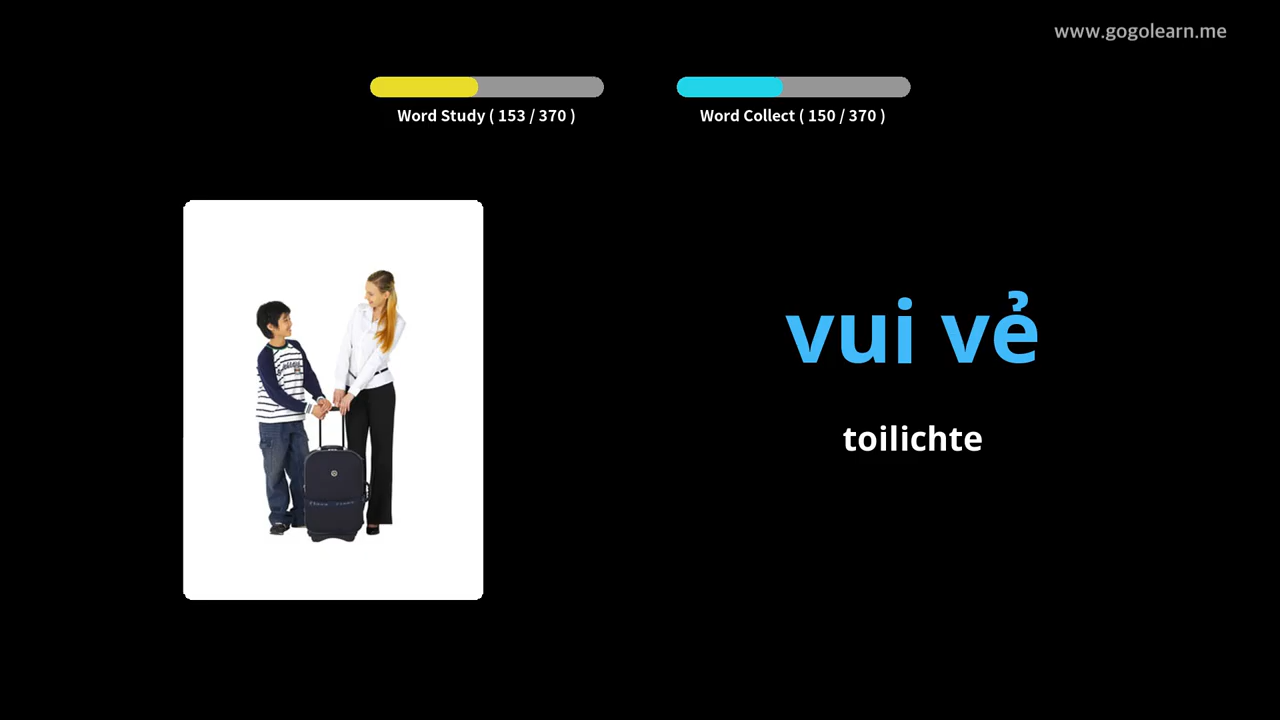 www.gogolearn.me
Word Study ( 153 / 370 )
Word Collect ( 150 / 370 )
vui vẻ
toilichte